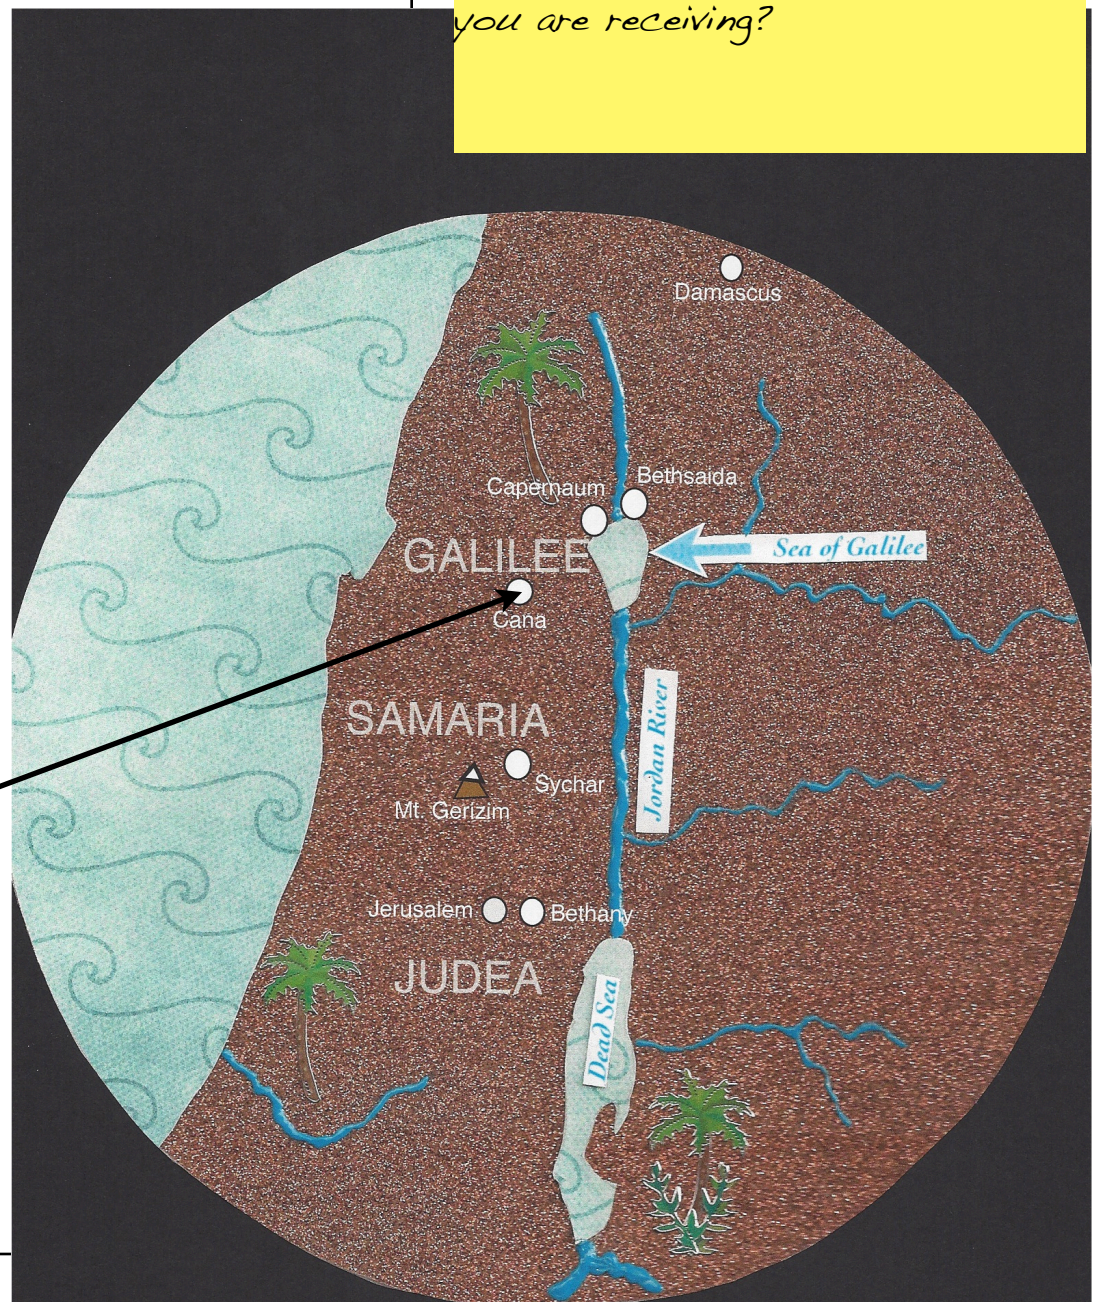 you are receiving?
Damascus
Bethsaida
Capernaum
GALILEE
Sea of Galilee
Cana
Jordan River
SAMARIA
Sychar
Mt. Gerizim
Jerusalem
Bethany
JUDEA
Dead Sea